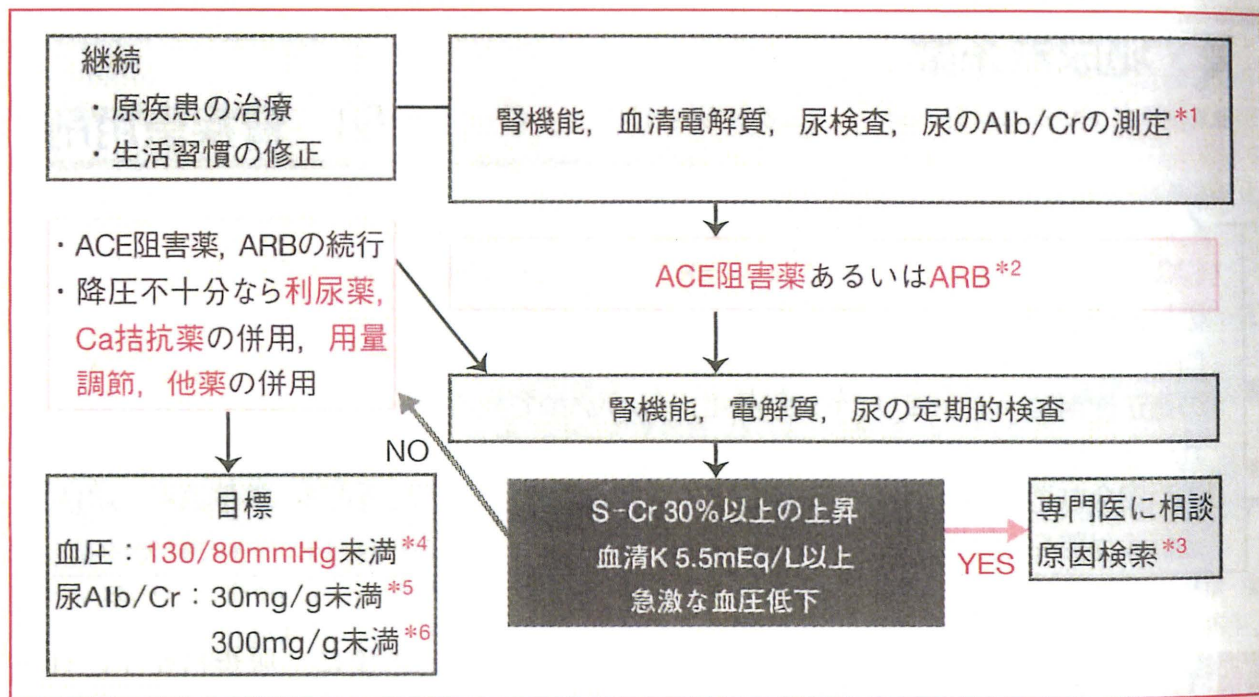 継続
・原疾患の治療
・生活習慣の修正
腎機能，血清電解質，尿検査，尿のAlb/Crの測定*1
ACE阻害薬あるいはARB*2
・ACE阻害薬，ARBの続行
・降圧不十分なら利尿薬，
Ca拮抗薬の併用，用量
調節，他薬の併用
腎機能，電解質，尿の定期的検査
NO
S-Cr 30%以上の上昇
血清K 5.5mEq/L以上
急激な血圧低下
YES
専門医に相談
原因検索*3
目標
血圧：130/80mmHg未満*4
尿Alb/Cr：30mg/g未満*5
300mg/g未満*6